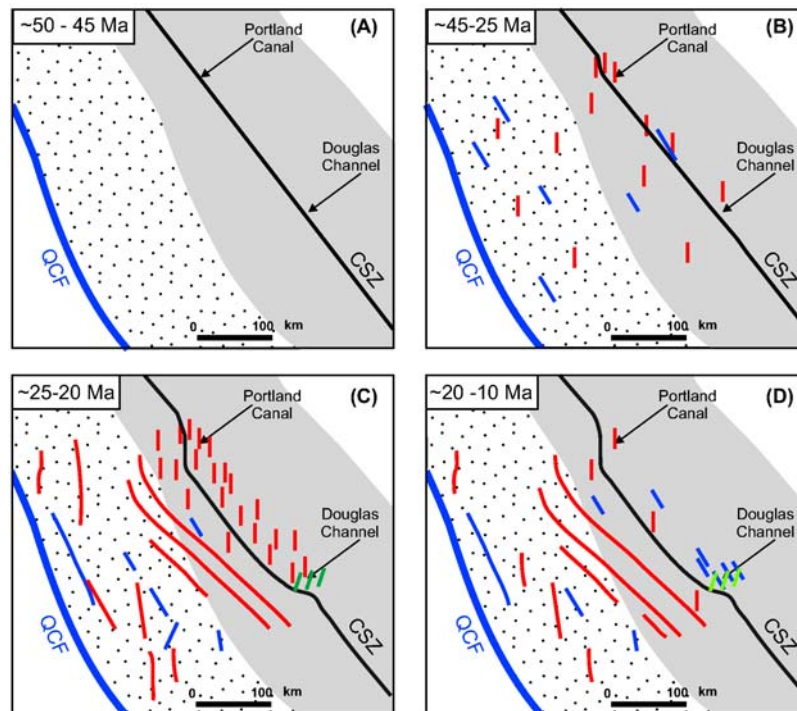 ~50 - 45 Ma
(A)
Portland
Canal
Douglas
Channel
QCF
CSZ
0 100 km
~45-25 Ma
(B)
Portland
Canal
Douglas
Channel
QCF
CSZ
0 100 km
~25-20 Ma
(C)
Portland
Canal
Douglas
Channel
QCF
CSZ
0 100 km
~20 -10 Ma
(D)
Portland
Canal
Douglas
Channel
QCF
CSZ
0 100 km